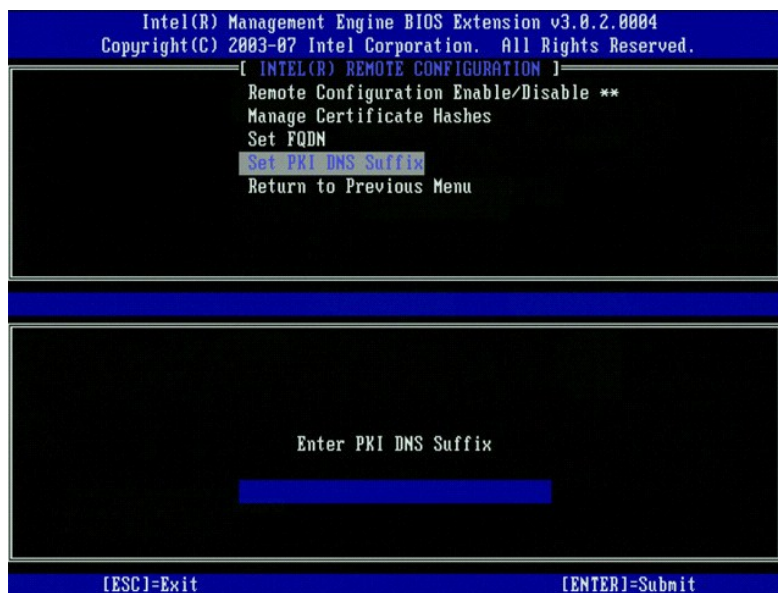 Intel(R) Management Engine BIOS Extension v3.0.2.0004
Copyright(C) 2003-07 Intel Corporation. All Rights Reserved.
[ INTEL(R) REMOTE CONFIGURATION ]
Remote Configuration Enable/Disable **
Manage Certificate Hashes
Set FQDN
Set PKI DNS Suffix
Return to Previous Menu
Enter PKI DNS Suffix
[ESC]=Exit [ENTER]=Submit